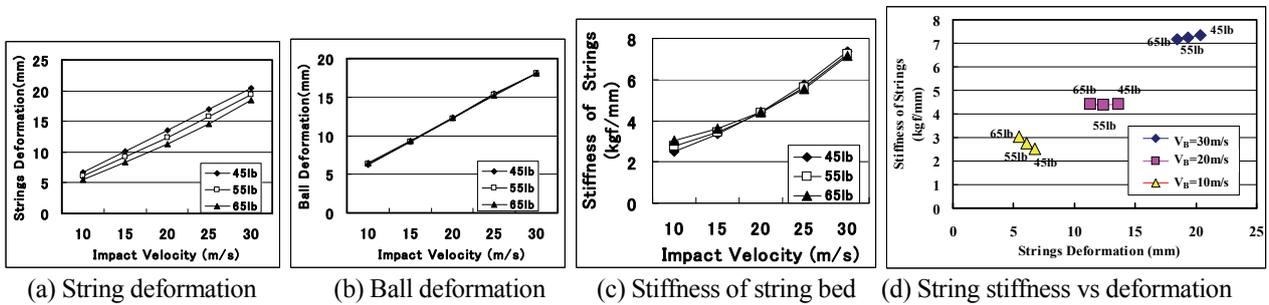 25
20
15
10
5
0
Strings Deformation(mm)
45lb
55lb
65lb
10 15 20 25 30
Impact Velocity (m/s)
(a) String deformation
20
15
10
5
0
Ball Deformation(mm)
45lb
55lb
65lb
10 15 20 25 30
Impact Velocity (m/s)
(b) Ball deformation
8
6
4
2
0
Stiffness of Strings
(kgf/mm)
45lb
55lb
65lb
10 15 20 25 30
Impact Velocity (m/s)
(c) Stiffness of string bed
8
7
6
5
4
3
2
1
0
Stiffness of Strings
(kgf/mm)
65lb 45lb
55lb
65lb 45lb
55lb
65lb
55lb 45lb
VB=30m/s
VB=20m/s
VB=10m/s
0 5 10 15 20 25
Strings Deformation (mm)
(d) String stiffness vs deformation